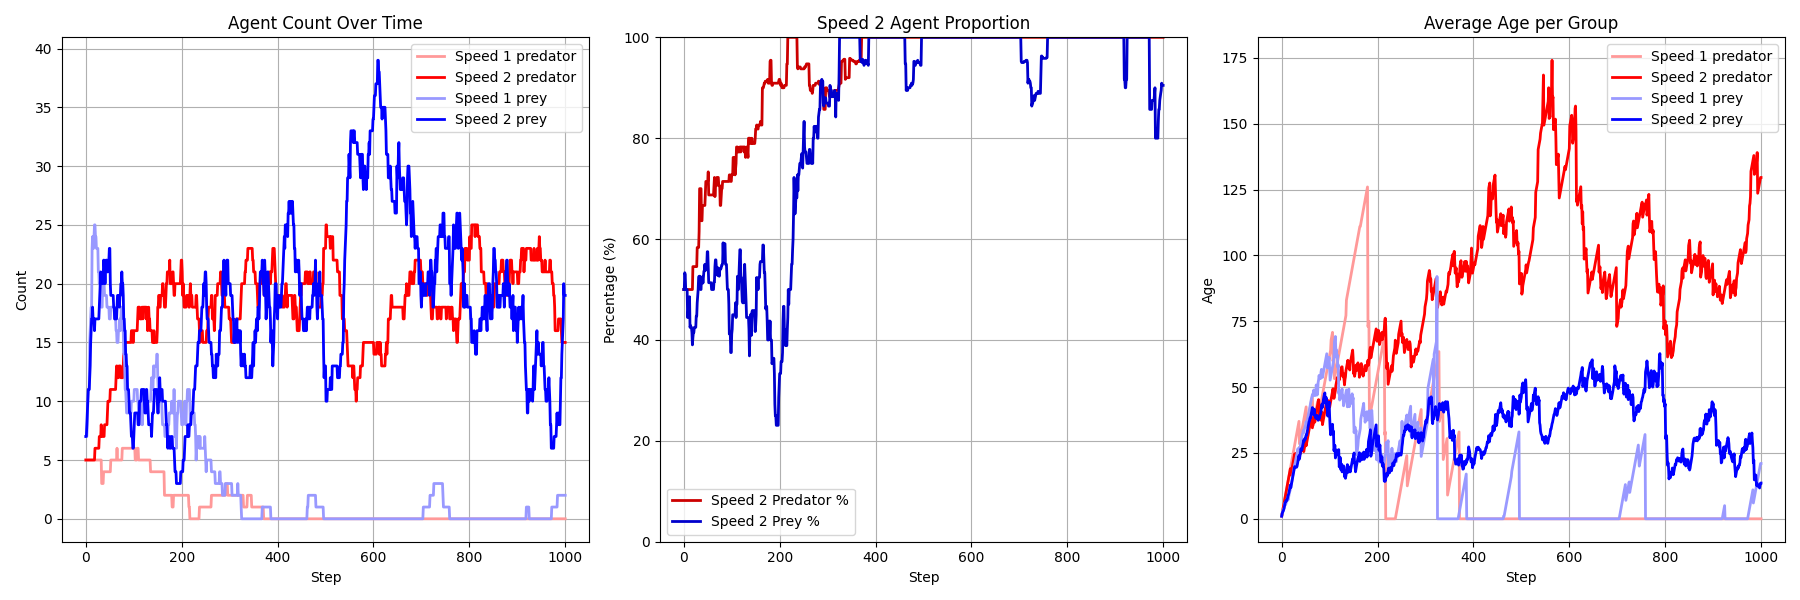 Agent Count Over Time
Count
40
35
30
25
20
15
10
5
0
0 200 400 600 800 1000
Step
Speed 1 predator
Speed 2 predator
Speed 1 prey
Speed 2 prey
Speed 2 Agent Proportion
Percentage (%)
100
80
60
40
20
0
0 200 400 600 800 1000
Step
Speed 2 Predator %
Speed 2 Prey %
Average Age per Group
Age
175
150
125
100
75
50
25
0
0 200 400 600 800 1000
Step
Speed 1 predator
Speed 2 predator
Speed 1 prey
Speed 2 prey